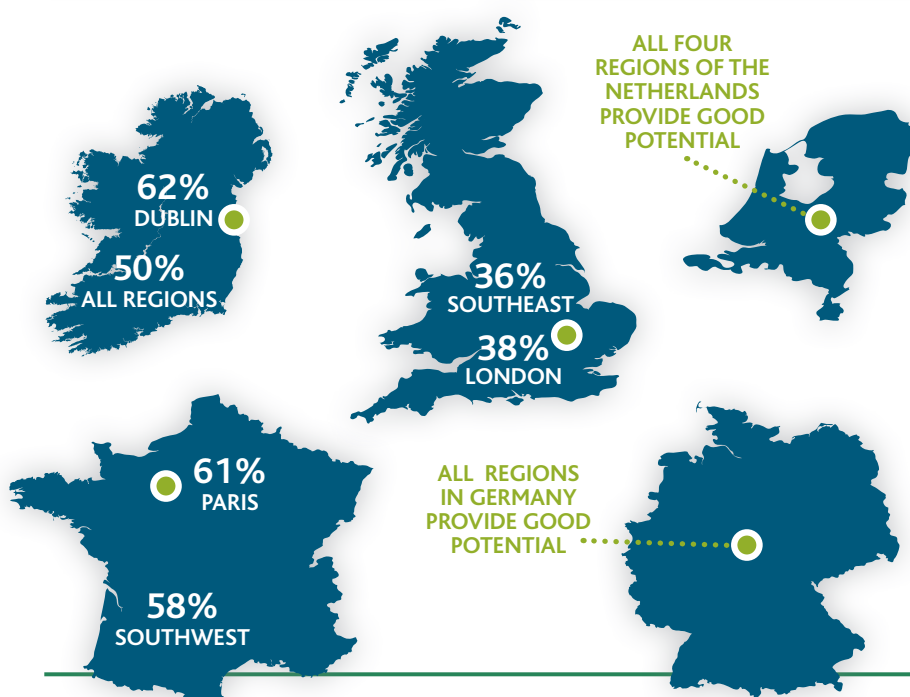 62%
DUBLIN
50%
ALL REGIONS
36%
SOUTHEAST
38%
LONDON
ALL FOUR
REGIONS OF THE
NETHERLANDS
PROVIDE GOOD
POTENTIAL
61%
PARIS
58%
SOUTHWEST
ALL REGIONS
IN GERMANY
PROVIDE GOOD
POTENTIAL